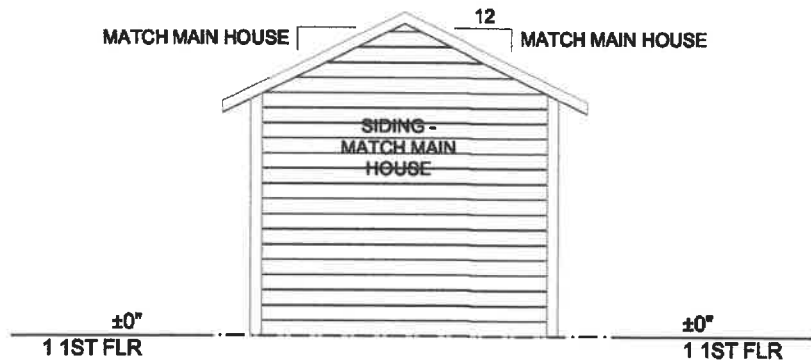 12
MATCH MAIN HOUSE
MATCH MAIN HOUSE
SIDING -
MATCH MAIN
HOUSE
±0"
1 1ST FLR
±0"
1 1ST FLR